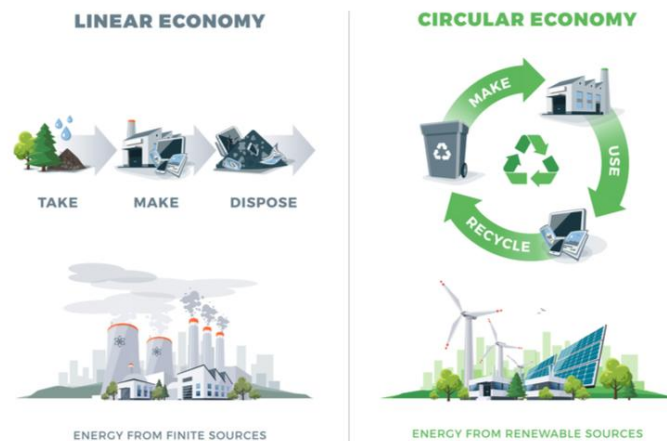 LINEAR ECONOMY
TAKE
MAKE
DISPOSE
ENERGY FROM FINITE SOURCES
CIRCULAR ECONOMY
MAKE
USE
RECYCLE
ENERGY FROM RENEWABLE SOURCES